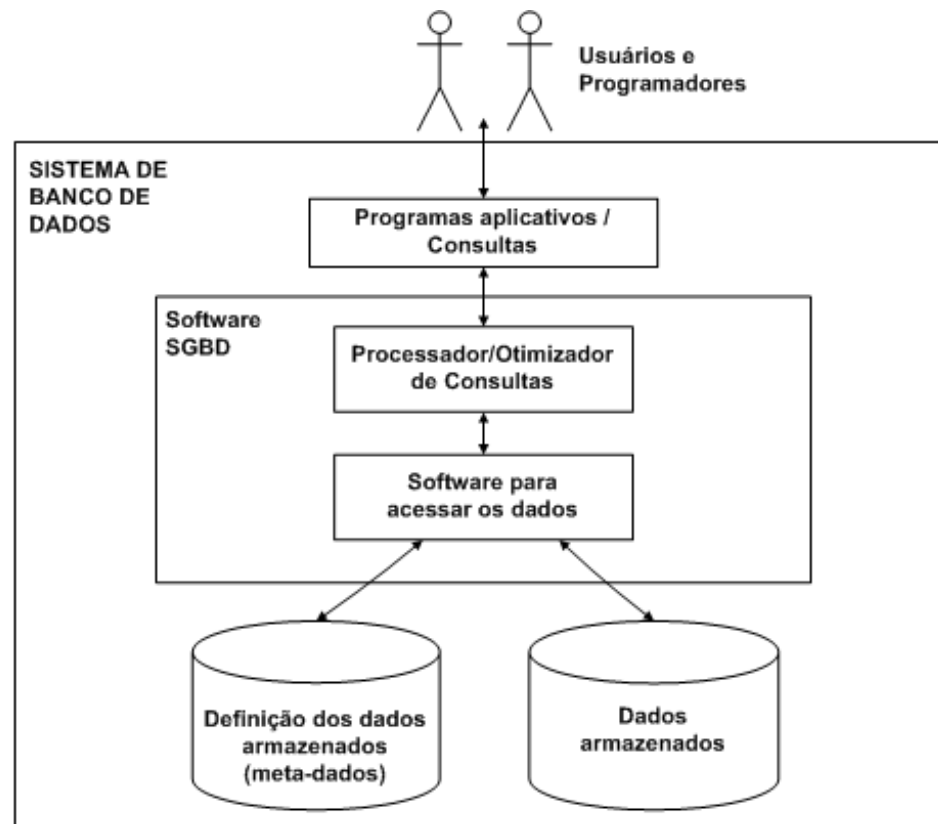 Usuários e
Programadores
SISTEMA DE
BANCO DE
DADOS
Programas aplicativos /
Consultas
Software
SGBD
Processador/Otimizador
de Consultas
Software para
acessar os dados
Definição dos dados
armazenados
(meta-dados)
Dados
armazenados